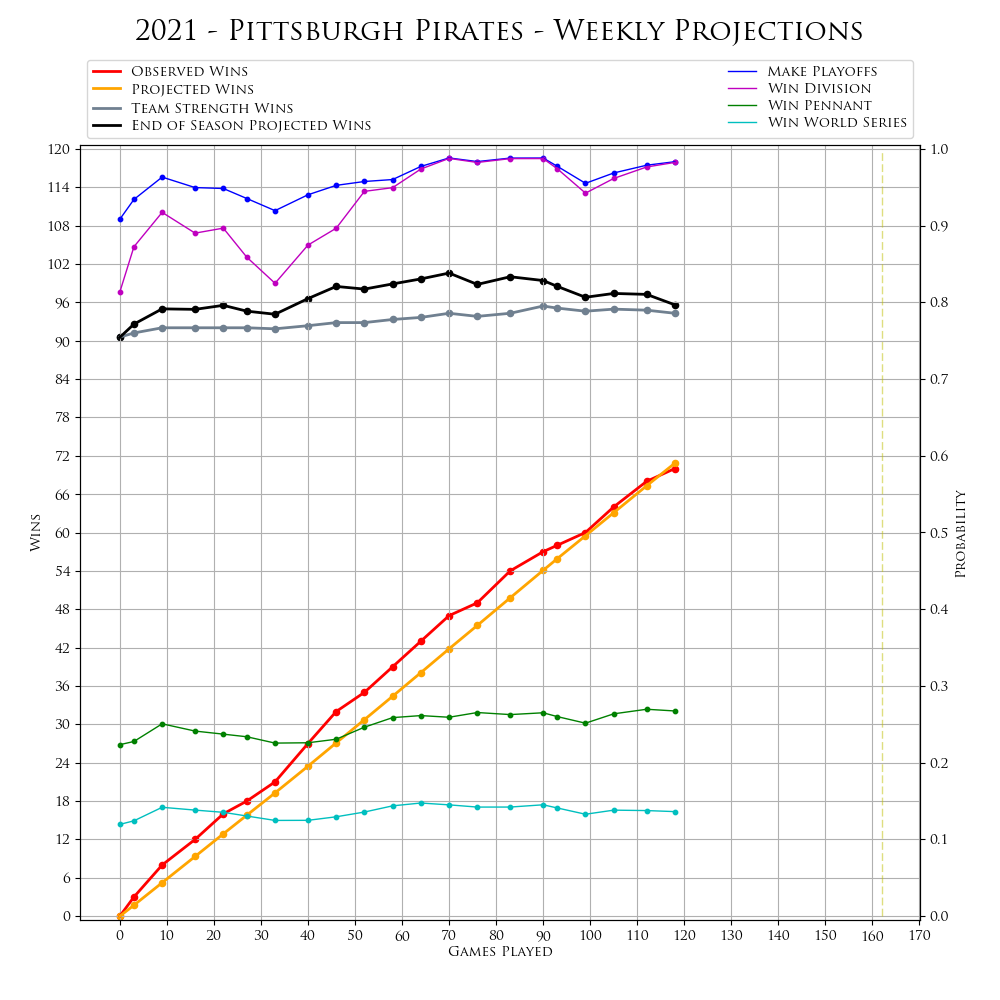 2021 - Pittsburgh Pirates - Weekly Projections
Observed Wins
Projected Wins
Team Strength Wins
End of Season Projected Wins
Make Playoffs
Win Division
Win Pennant
Win World Series
120
114
108
102
96
90
84
78
72
66
60
54
48
42
36
30
24
18
12
6
0
Wins
1.0
0.9
0.8
0.7
0.6
0.5
0.4
0.3
0.2
0.1
0.0
Probability
0 10 20 30 40 50 60 70 80 90 100 110 120 130 140 150 160 170
Games Played